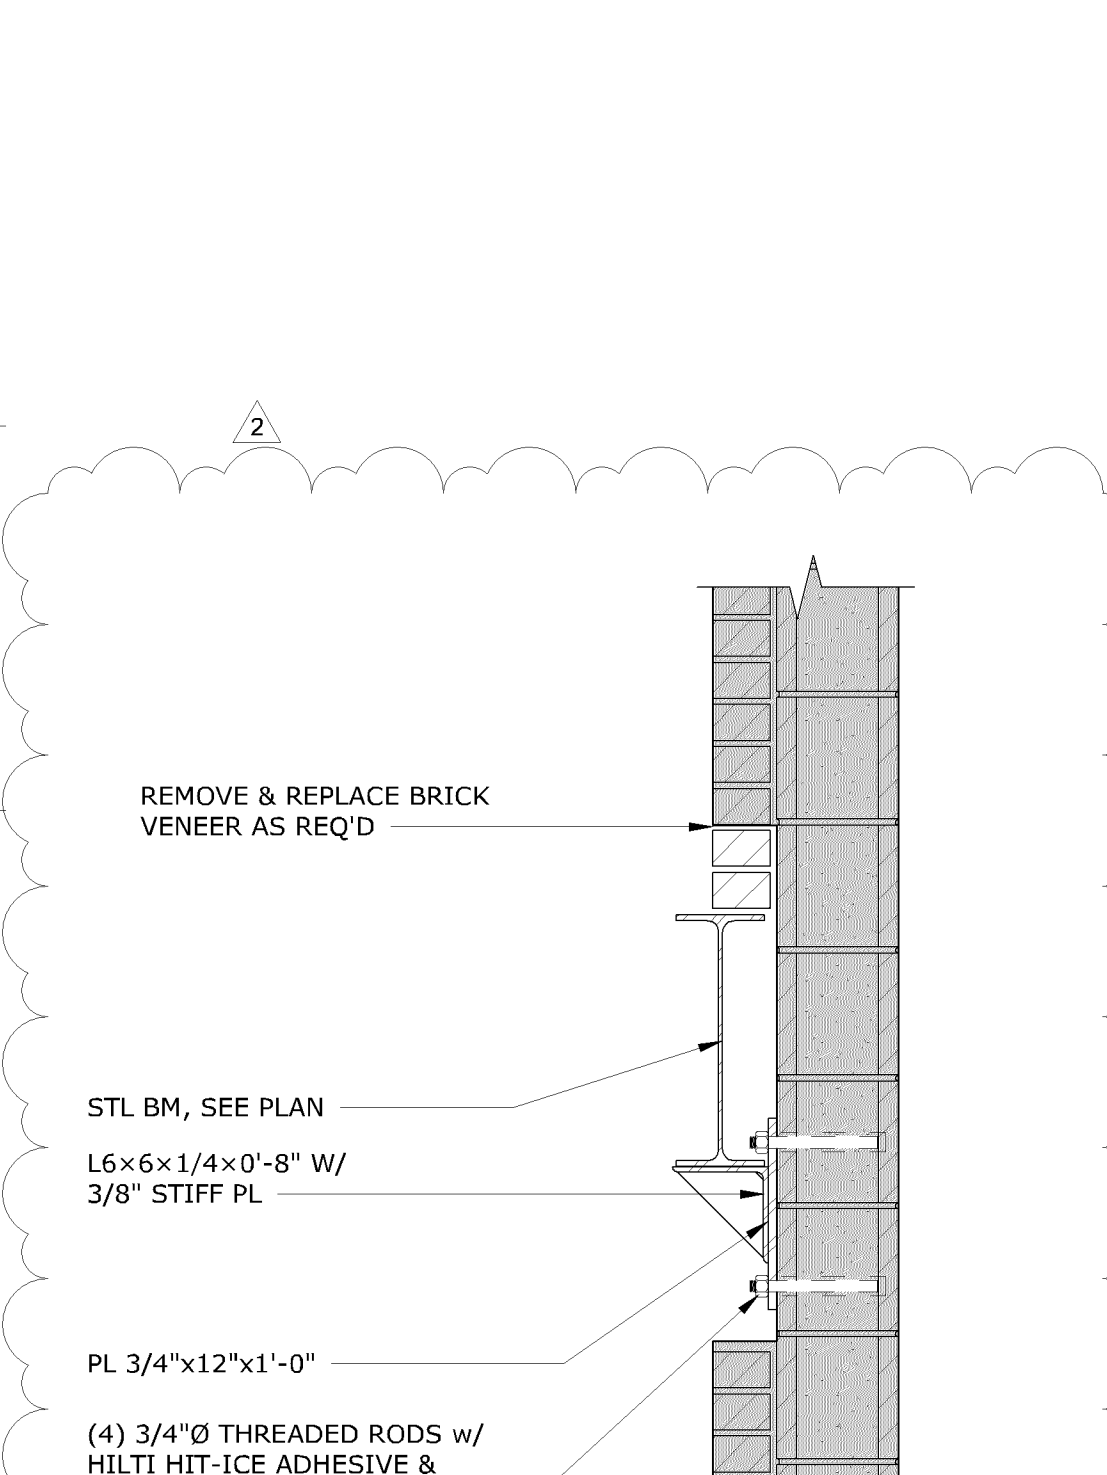 2
REMOVE & REPLACE BRICK
VENEER AS REQ'D
STL BM, SEE PLAN
L6×6×1/4×0'-8" W/
3/8" STIFF PL
PL 3/4"x12"x1'-0"
(4) 3/4"Ø THREADED RODS w/
HILTI HIT-ICE ADHESIVE &